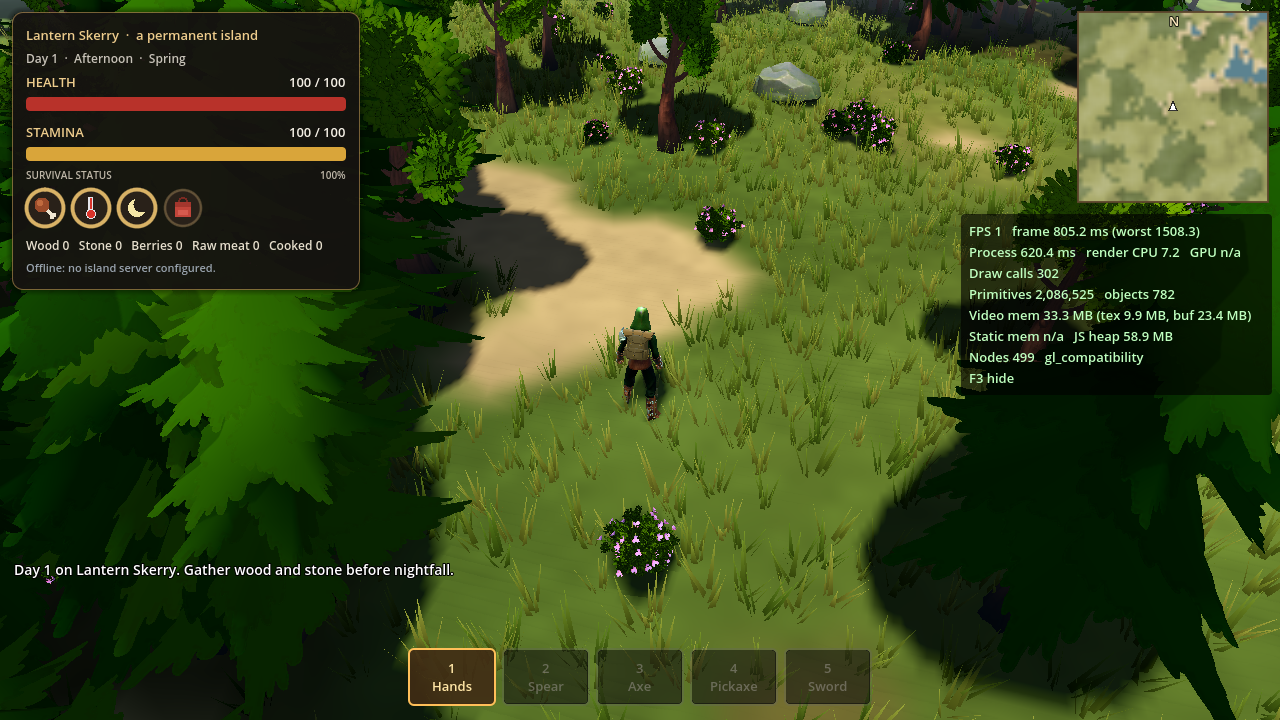 Lantern Skerry · a permanent island
Day 1 · Afternoon · Spring
HEALTH 100 / 100
STAMINA 100 / 100
SURVIVAL STATUS 100%
Wood 0 Stone 0 Berries 0 Raw meat 0 Cooked 0
Offline: no island server configured.
N
FPS 1 frame 805.2 ms (worst 1508.3)
Process 620.4 ms render CPU 7.2 GPU n/a
Draw calls 302
Primitives 2,086,525 objects 782
Video mem 33.3 MB (tex 9.9 MB, buf 23.4 MB)
Static mem n/a JS heap 58.9 MB
Nodes 499 gl_compatibility
F3 hide
Day 1 on Lantern Skerry. Gather wood and stone before nightfall.
1
Hands
2
Spear
3
Axe
4
Pickaxe
5
Sword